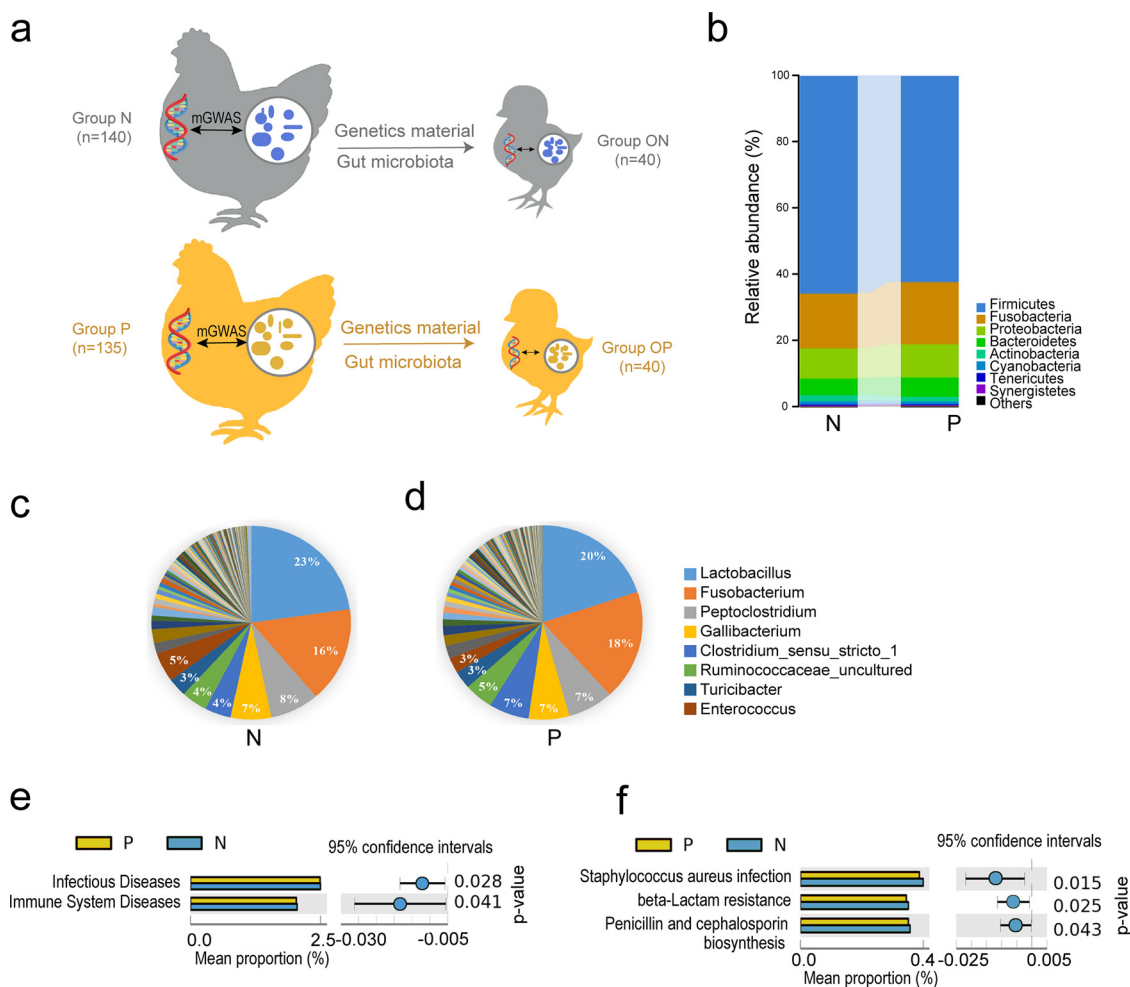 a
Group N
(n=140)
mGWAS
Genetics material
Gut microbiota
Group ON
(n=40)
Group P
(n=135)
mGWAS
Genetics material
Gut microbiota
Group OP
(n=40)
b
Relative abundance (%)
100
80
60
40
20
0
N
P
Firmicutes
Fusobacteria
Proteobacteria
Bacteroidetes
Actinobacteria
Cyanobacteria
Tenericutes
Synergistetes
Others
c
23%
16%
8%
7%
4%
4%
3%
5%
N
d
20%
18%
7%
7%
7%
5%
3%
3%
P
Lactobacillus
Fusobacterium
Peptoclostridium
Gallibacterium
Clostridium_sensu_stricto_1
Ruminococcaceae_uncultured
Turicibacter
Enterococcus
e
P
N
95% confidence intervals
Infectious Diseases
0.028
Immune System Diseases
0.041
p-value
0.0
2.5
-0.030
-0.005
Mean proportion (%)
f
P
N
95% confidence intervals
Staphylococcus aureus infection
0.015
beta-Lactam resistance
0.025
Penicillin and cephalosporin
biosynthesis
0.043
p-value
0.0
0.4
-0.025
0.005
Mean proportion (%)